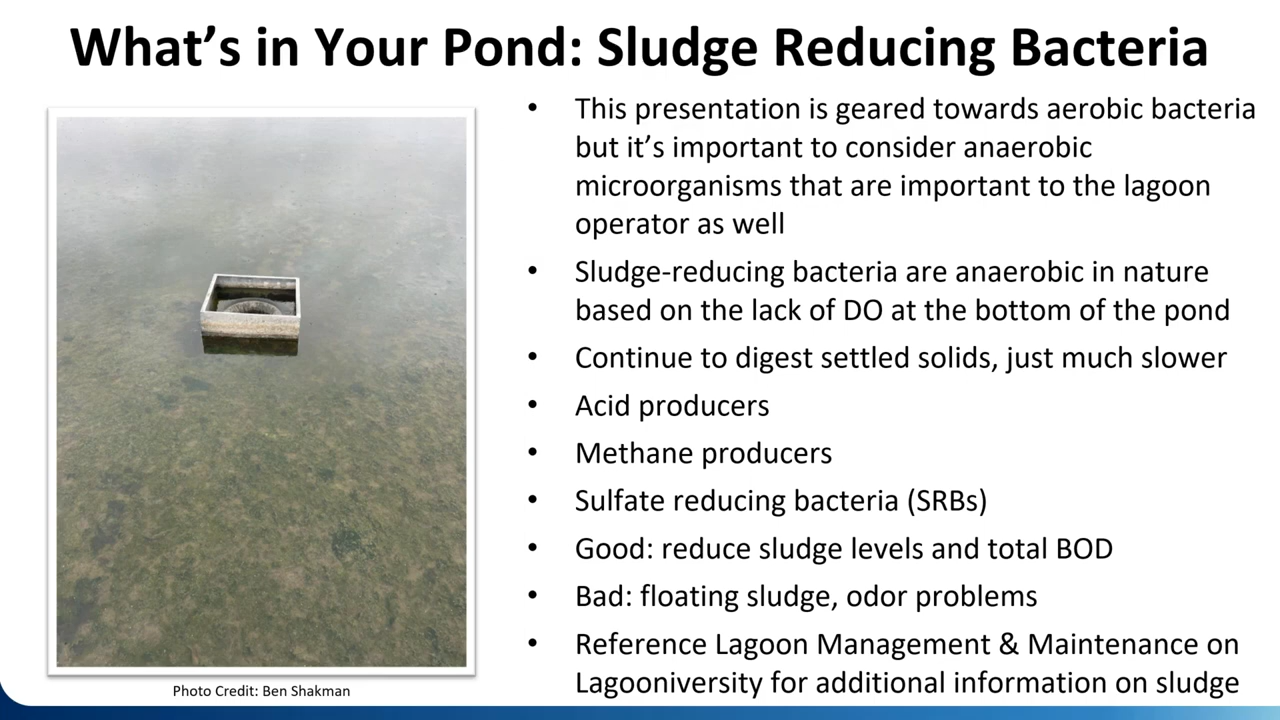 What's in Your Pond: Sludge Reducing Bacteria
• This presentation is geared towards aerobic bacteria
but it's important to consider anaerobic
microorganisms that are important to the lagoon
operator as well
• Sludge-reducing bacteria are anaerobic in nature
based on the lack of DO at the bottom of the pond
• Continue to digest settled solids, just much slower
• Acid producers
• Methane producers
• Sulfate reducing bacteria (SRBs)
• Good: reduce sludge levels and total BOD
• Bad: floating sludge, odor problems
• Reference Lagoon Management & Maintenance on
Lagooniversity for additional information on sludge
Photo Credit: Ben Shakman